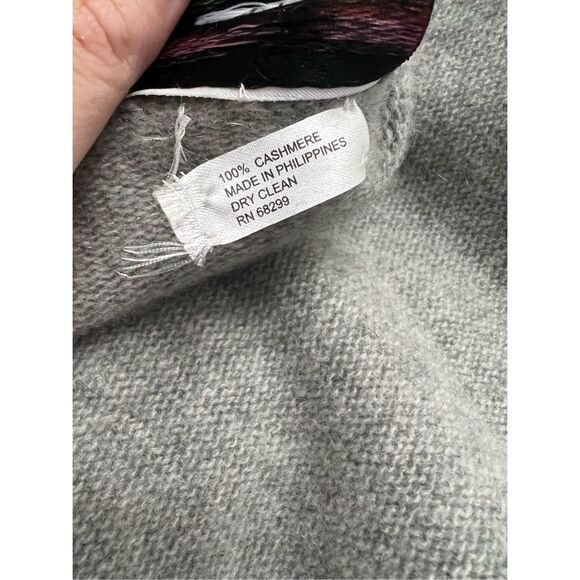 100% CASHMERE
MADE IN PHILIPPINES
DRY CLEAN
RN 68299